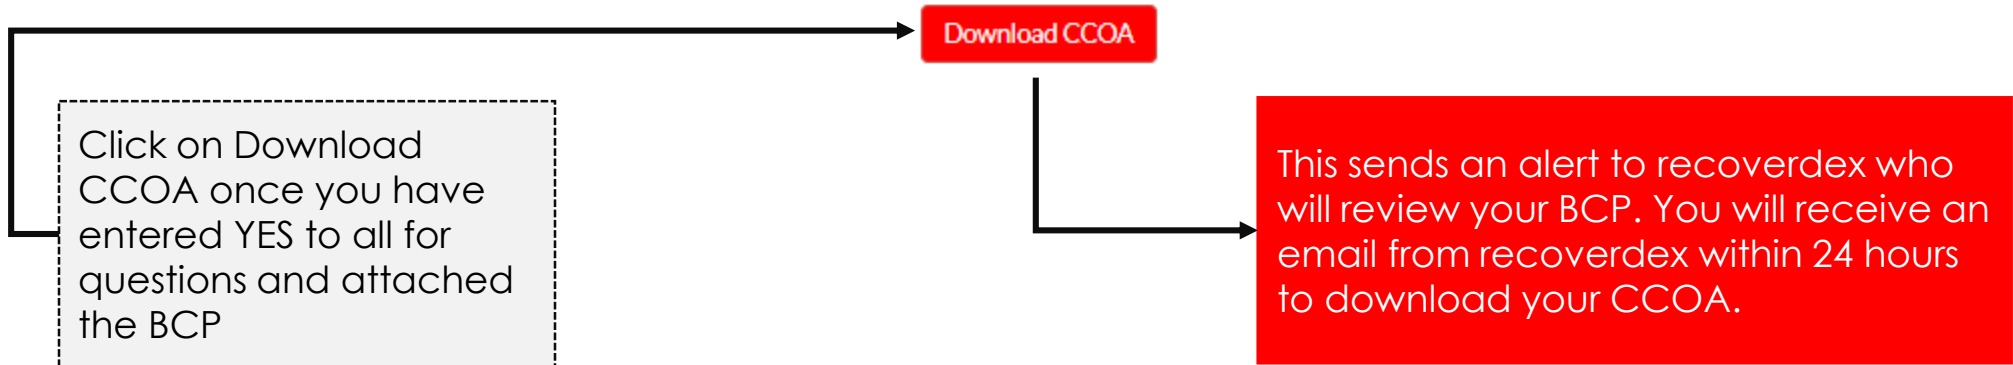 Download CCOA
Click on Download
CCOA once you have
entered YES to all for
questions and attached
the BCP
This sends an alert to recoverdex who
will review your BCP. You will receive an
email from recoverdex within 24 hours
to download your CCOA.